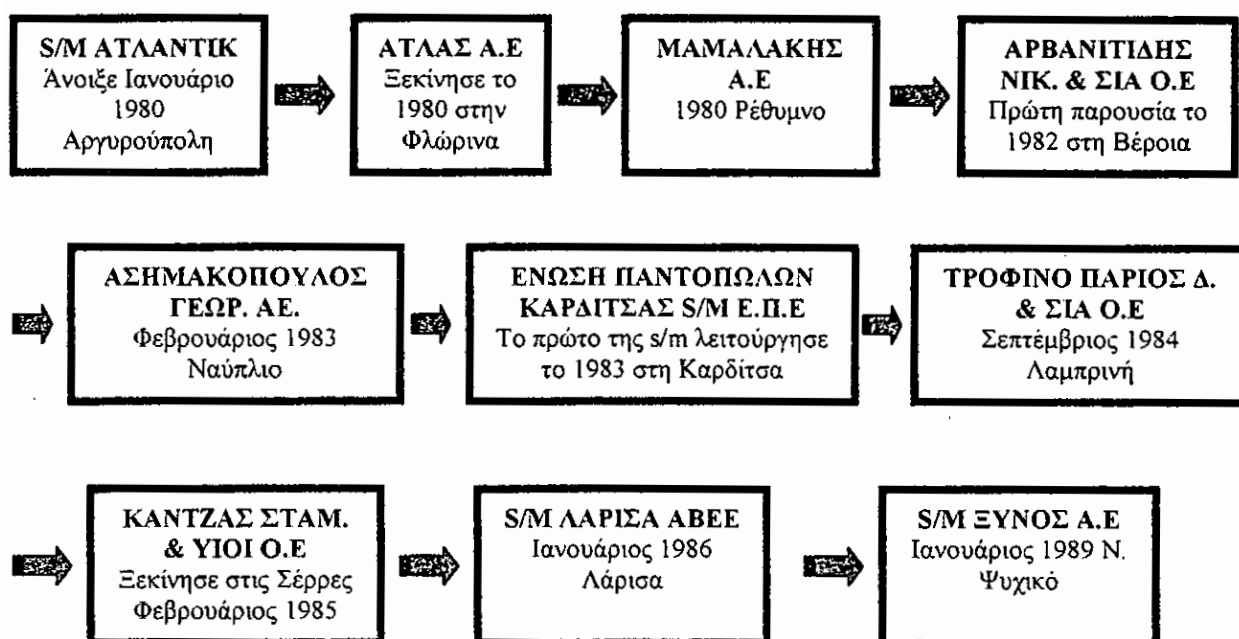 S/M ΑΤΛΑΝΤΙΚ
Άνοιξε Ιανουάριο
1980
Αργυρούπολη
ΑΤΛΑΣ Α.Ε
Ξεκίνησε το
1980 στην
Φλώρινα
ΜΑΜΑΛΑΚΗΣ
Α.Ε
1980 Ρέθυμνο
ΑΡΒΑΝΙΤΙΔΗΣ
ΝΙΚ. & ΣΙΑ Ο.Ε
Πρώτη παρουσία το
1982 στη Βέροια
ΑΣΗΜΑΚΟΠΟΥΛΟΣ
ΓΕΩΡ. ΑΕ.
Φεβρουάριος 1983
Ναύπλιο
ΕΝΩΣΗ ΠΑΝΤΟΠΩΛΩΝ
ΚΑΡΔΙΤΣΑΣ S/M Ε.Π.Ε
Το πρώτο της s/m λειτούργησε
το 1983 στη Καρδίτσα
ΤΡΟΦΙΝΟ ΠΑΡΙΟΣ Δ.
& ΣΙΑ Ο.Ε
Σεπτέμβριος 1984
Λαμπρινή
ΚΑΝΤΖΑΣ ΣΤΑΜ.
& ΥΙΟΙ Ο.Ε
Ξεκίνησε στις Σέρρες
Φεβρουάριος 1985
S/M ΛΑΡΙΣΑ ΑΒΕΕ
Ιανουάριος 1986
Λάρισα
S/M ΞΥΝΟΣ Α.Ε
Ιανουάριος 1989 Ν.
Ψυχικό